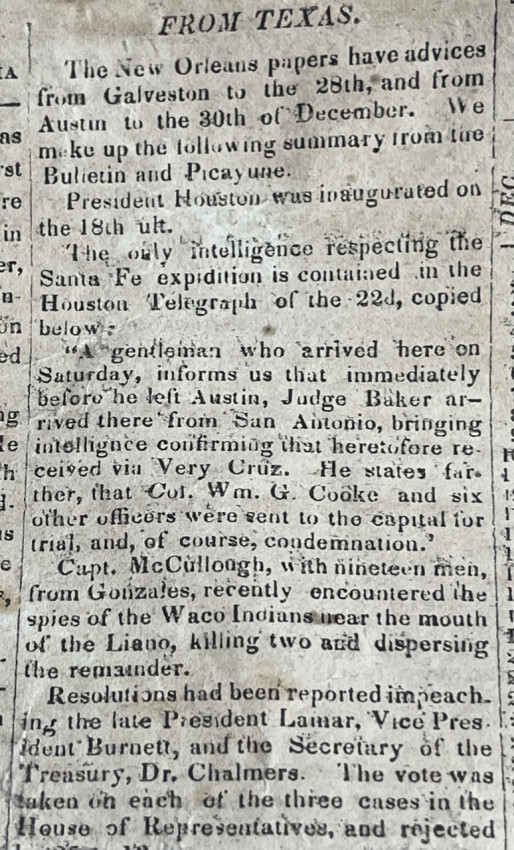 FROM TEXAS.
The New Orleans papers have advices
from Galveston to the 28th, and from
Austin to the 30th of December. We
make up the following summary from the
Bulletin and Picayune.
President Houston was inaugurated on
the 18th ult.
The only intelligence respecting the
Santa Fe expidition is contained in the
Houston Telegraph of the 22d, copied
below:
“A gentleman who arrived here on
Saturday, informs us that immediately
before he left Austin, Judge Baker ar-
rived there from San Antonio, bringing
intellignce confirming that heretofore re-
ceived via Very Cruz. He states far-
ther, that Col. Wm. G. Cooke and six
other officers were sent to the capital for
trial, and, of course, condemnation.’
Capt. McCullough, with nineteen men,
from Gonzales, recently encountered the
spies of the Waco Indians near the mouth
of the Liano, killing two and dispersing
the remainder.
Resolutions had been reported impeach-
ing the late President Lamar, Vice Pres-
ident Burnett, and the Secretary of the
Treasury, Dr. Chalmers. The vote was
taken on each of the three cases in the
House of Representatives, and rejected
DEC